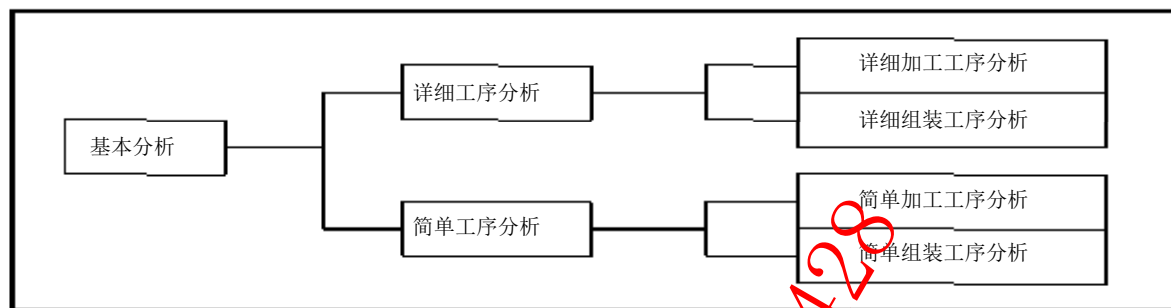 详细加工工序分析
详细工序分析
详细组装工序分析
基本分析
简单加工工序分析
简单工序分析
简单组装工序分析
428